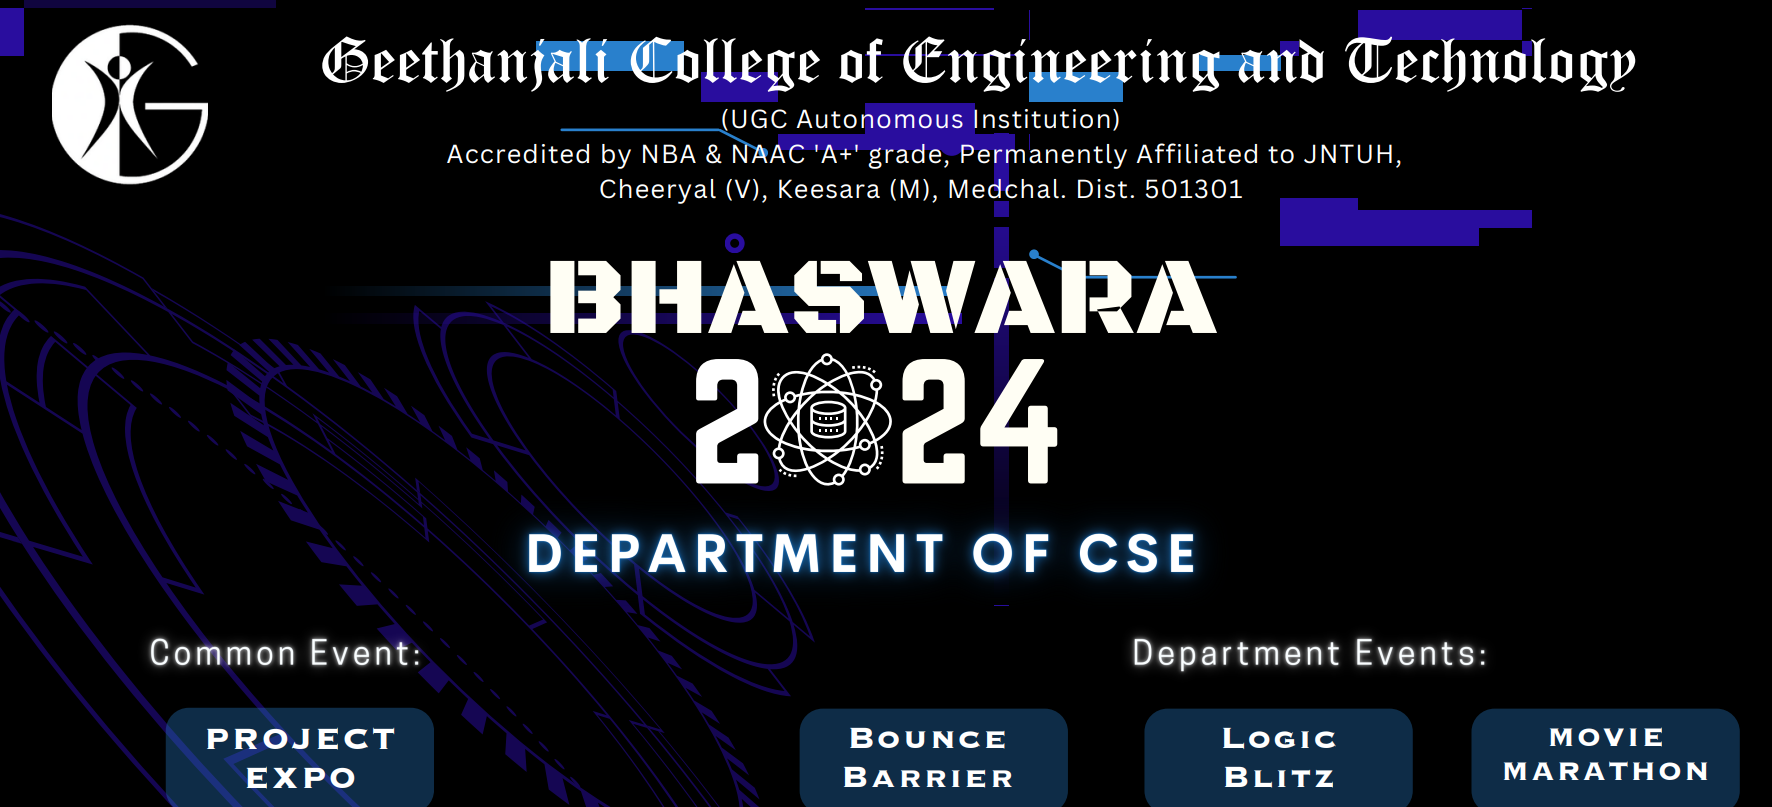 Geethanjali College of Engineering and Technology
(UGC Autonomous Institution)
Accredited by NBA & NAAC 'A+' grade, Permanently Affiliated to JNTUH,
Cheeryal (V), Keesara (M), Medchal. Dist. 501301
BHASWARA
2024
DEPARTMENT OF CSE
Common Event:
Department Events:
PROJECT
EXPO
BOUNCE
BARRIER
LOGIC
BLITZ
MOVIE
MARATHON